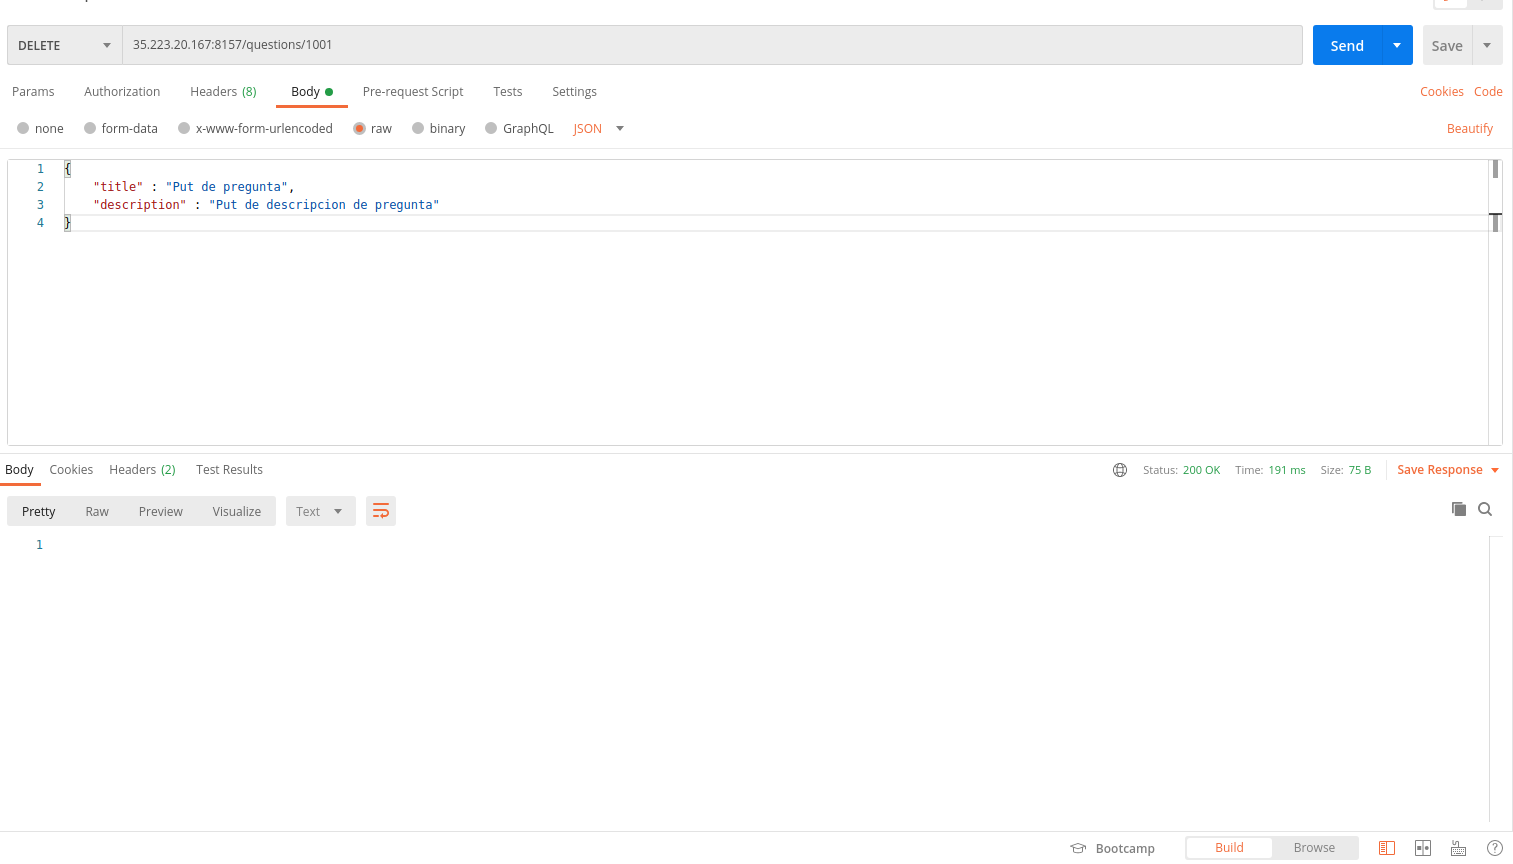 DELETE 35.223.20.167:8157/questions/1001 Send Save
Params Authorization Headers (8) Body Pre-request Script Tests Settings Cookies Code
none form-data x-www-form-urlencoded raw binary GraphQL JSON Beautify
1 {
2 "title" : "Put de pregunta",
3 "description" : "Put de descripcion de pregunta"
4 }
Body Cookies Headers (2) Test Results Status: 200 OK Time: 191 ms Size: 75 B Save Response
Pretty Raw Preview Visualize Text
1
Bootcamp Build Browse